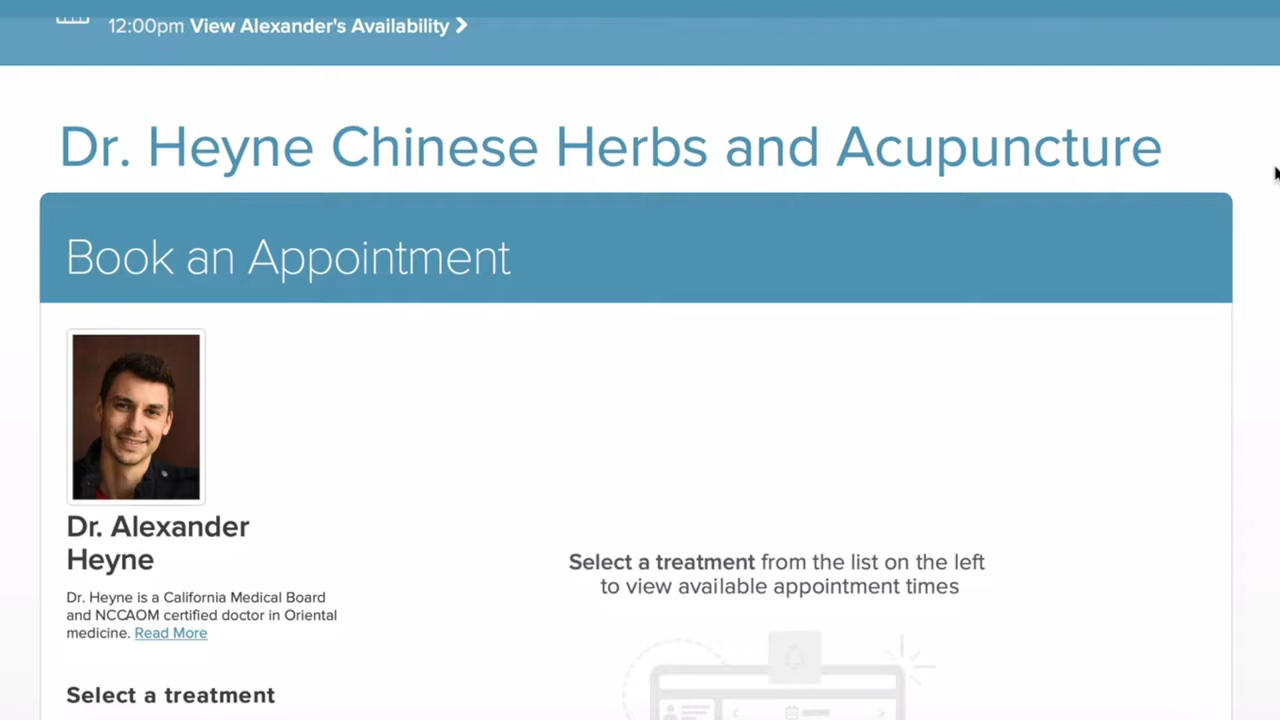 12:00pm View Alexander's Availability
Dr. Heyne Chinese Herbs and Acupuncture
Book an Appointment
Dr. Alexander
Heyne
Dr. Heyne is a California Medical Board
and NCCAOM certified doctor in Oriental
medicine. Read More
Select a treatment
Select a treatment from the list on the left
to view available appointment times